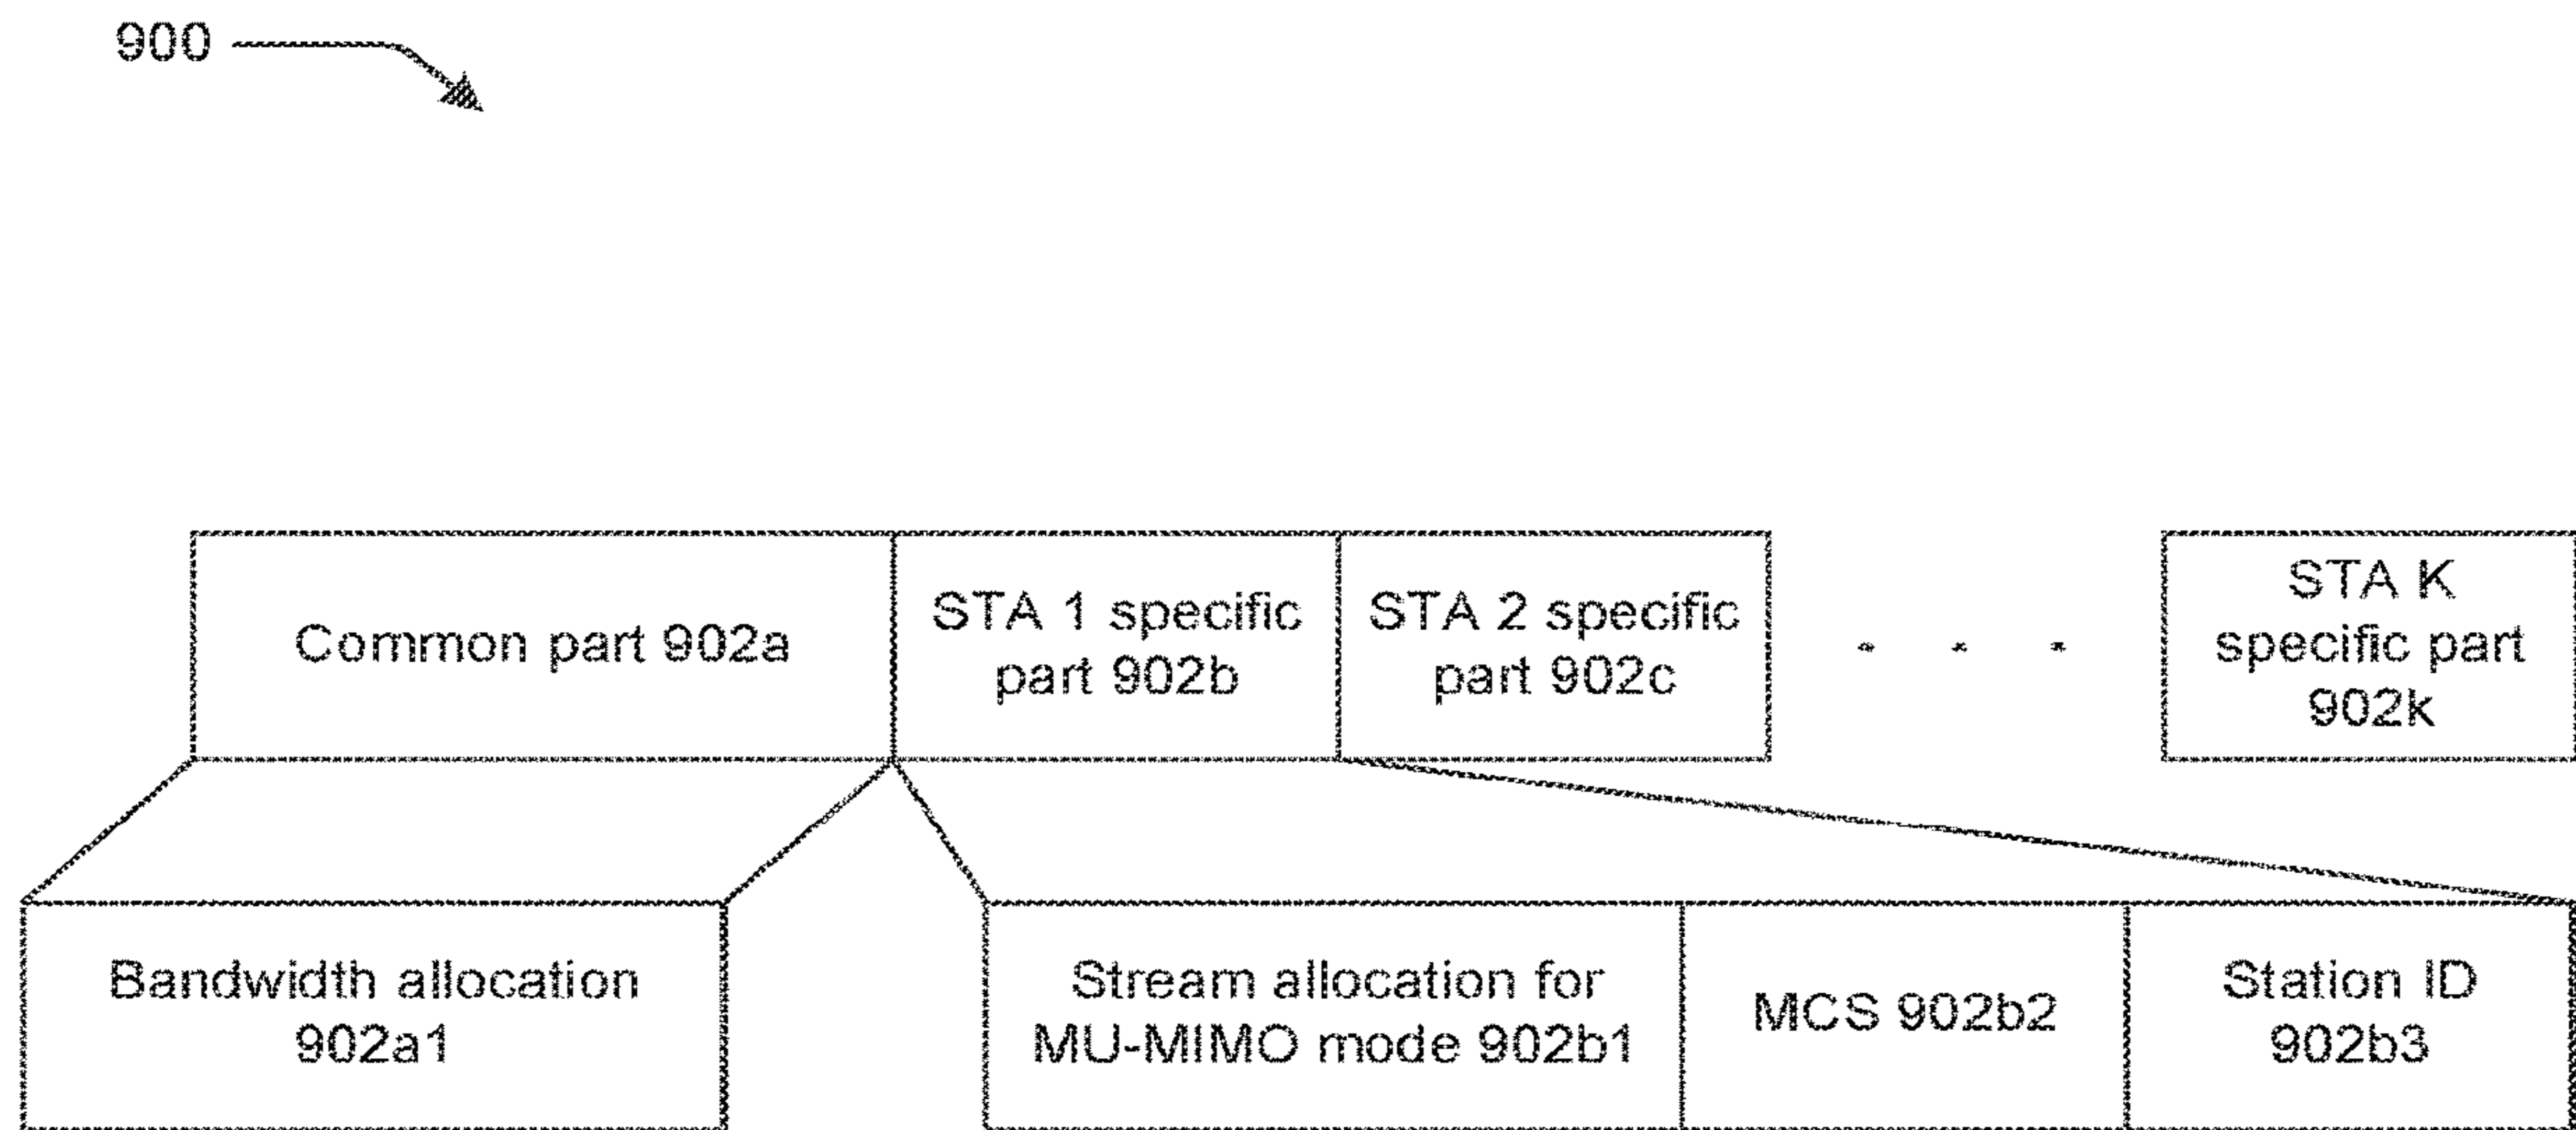 900
Common part 902a
STA 1 specific
part 902b
STA 2 specific
part 902c
. . .
STA K
specific part
902k
Bandwidth allocation
902a1
Stream allocation for
MU-MIMO mode 902b1
MCS 902b2
Station ID
902b3